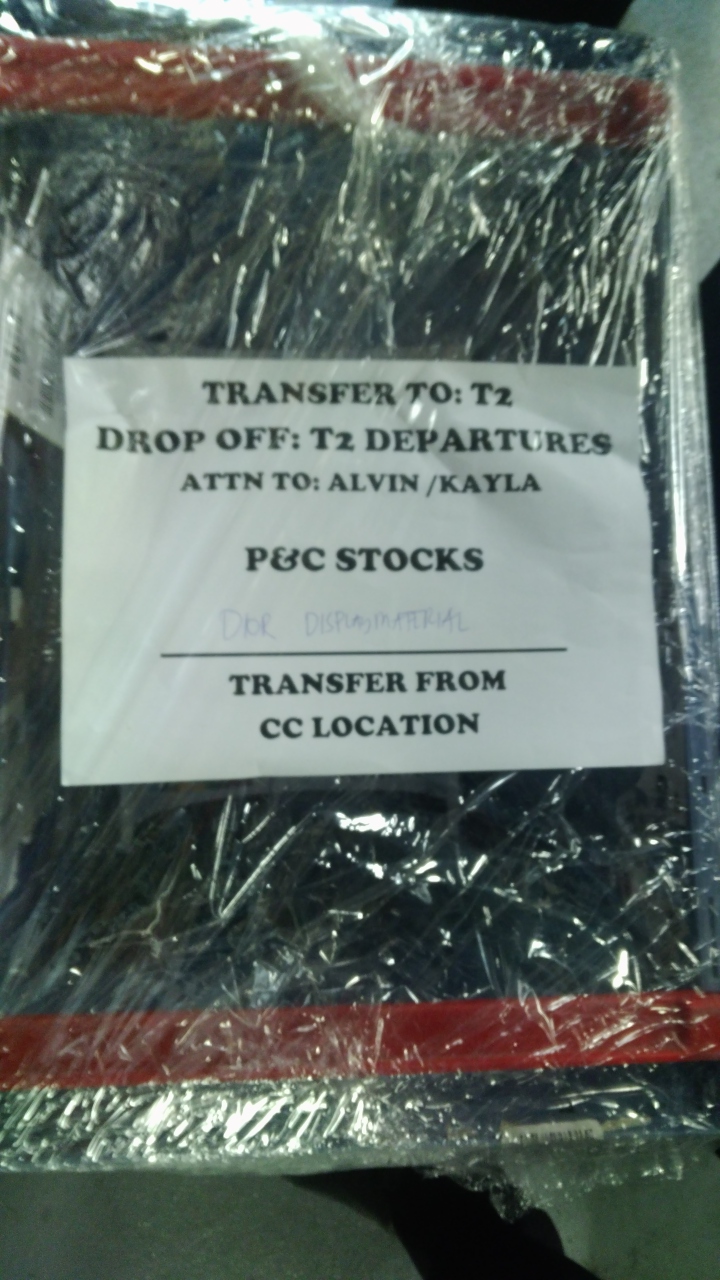 TRANSFER TO: T2
DROP OFF: T2 DEPARTURES
ATTN TO: ALVIN /KAYLA
P&C STOCKS
DIOR DISPLAY MATERIAL
TRANSFER FROM
CC LOCATION